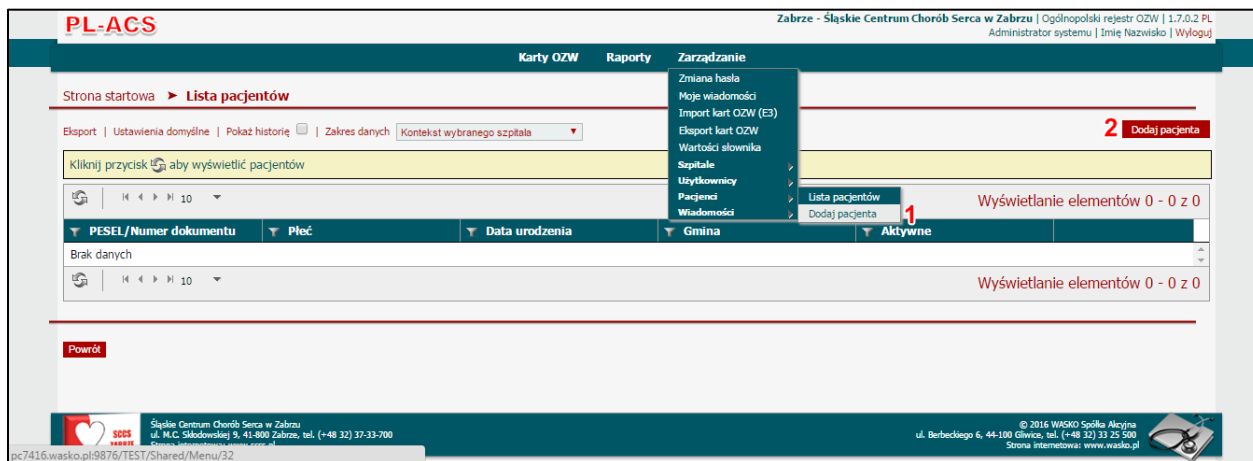 PL-ACS
Zabrze - Śląskie Centrum Chorób Serca w Zabrzu | Ogólnopolski rejestr OZW | 1.7.0.2 PL
Administrator systemu | Imię Nazwisko | Wyloguj
Karty OZW Raporty Zarządzanie
Zmiana hasła
Moje wiadomości
Import kart OZW (E3)
Eksport kart OZW
Wartości słownika
Szpitale
Użytkownicy
Pacjenci
Wiadomości
Lista pacjentów
Dodaj pacjenta 1
Strona startowa ➤ Lista pacjentów
Eksport | Ustawienia domyślne | Pokaż historię | Zakres danych Kontekst wybranego szpitala
2 Dodaj pacjenta
Kliknij przycisk aby wyświetlić pacjentów
10 Wyświetlanie elementów 0 - 0 z 0
PESEL/Numer dokumentu Płeć Data urodzenia Gmina Aktywne
Brak danych
10 Wyświetlanie elementów 0 - 0 z 0
Powrót
SCCS
ZABRZE
Śląskie Centrum Chorób Serca w Zabrzu
ul. M.C. Skłodowskiej 9, 41-800 Zabrze, tel. (+48 32) 37-33-700
Strona internetowa: www.sccs.pl
© 2016 WASKO Spółka Akcyjna
ul. Berbeckiego 6, 44-100 Gliwice, tel. (+48 32) 33 25 500
Strona internetowa: www.wasko.pl
pc7416.wasko.pl:9876/TEST/Shared/Menu/32